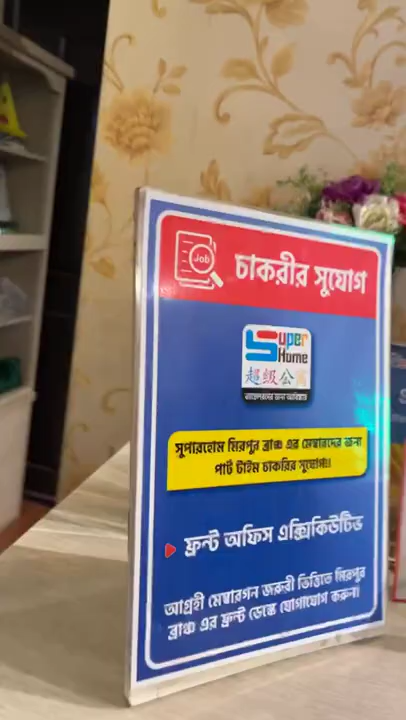 Job
চাকরীর সুযোগ
Super
Home
超級公寓
সুপারহোম মিরপুর ব্রাঞ্চ এর মেম্বারদের জন্য
পার্ট টাইম চাকরির সুযোগ!!
ফ্রন্ট অফিস এক্সিকিউটিভ
আগ্রহী মেম্বারগন জরুরী ভিত্তিতে মিরপুর
ব্রাঞ্চ এর ফ্রন্ট ডেস্কে যোগাযোগ করুন।